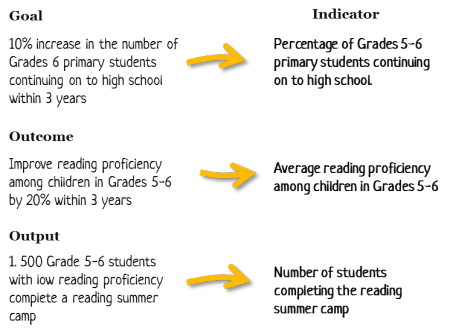 Goal
Indicator
10% increase in the number of
Grades 6 primary students
continuing on to high school
within 3 years
Percentage of Grades 5-6
primary students continuing
on to high school.
Outcome
Improve reading proficiency
among children in Grades 5-6
by 20% within 3 years
Average reading proficiency
among children in Grades 5-6
Output
1. 500 Grade 5-6 students
with low reading proficiency
complete a reading summer
camp
Number of students
completing the reading
summer camp